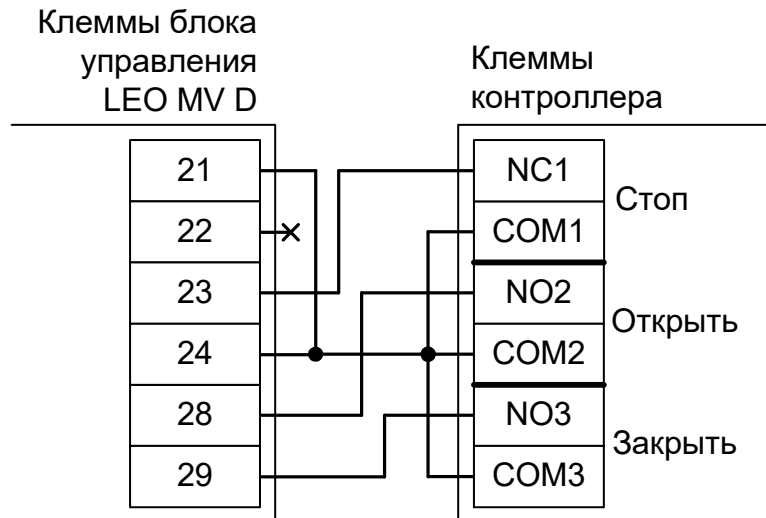 Клеммы блока
управления
LEO MV D
Клеммы
контроллера
21
22
23
24
28
29
NC1
COM1
NO2
COM2
NO3
COM3
Стоп
Открыть
Закрыть